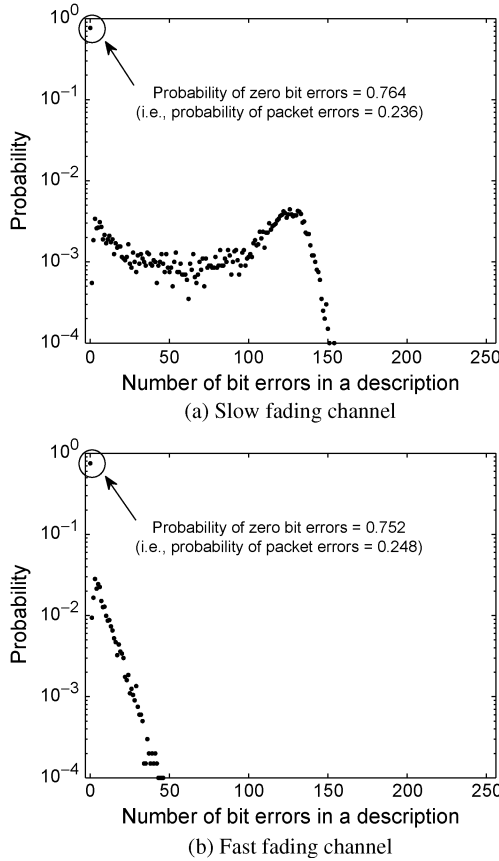 10^0
Probability of zero bit errors = 0.764
(i.e., probability of packet errors = 0.236)
10^-1
10^-2
10^-3
10^-4
Probability
0 50 100 150 200 250
Number of bit errors in a description
(a) Slow fading channel
10^0
Probability of zero bit errors = 0.752
(i.e., probability of packet errors = 0.248)
10^-1
10^-2
10^-3
10^-4
Probability
0 50 100 150 200 250
Number of bit errors in a description
(b) Fast fading channel